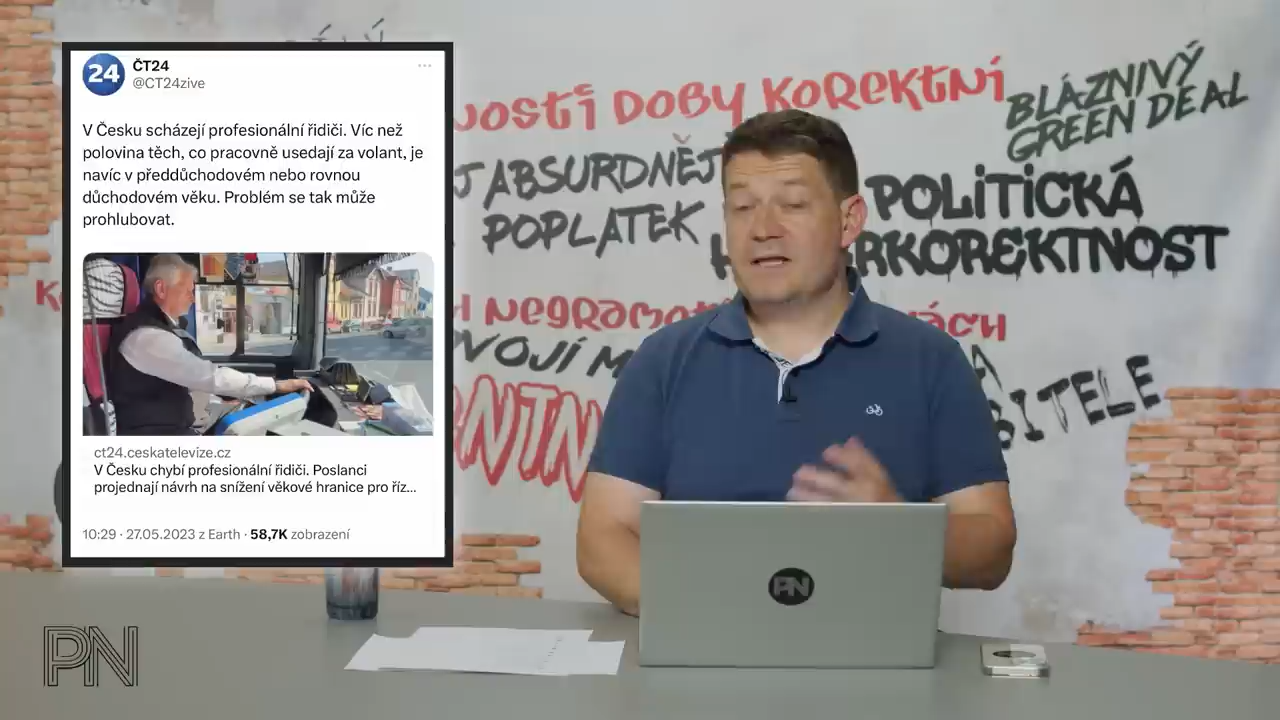 24
ČT24
@CT24zive
V Česku scházejí profesionální řidiči. Víc než
polovina těch, co pracovně usedají za volant, je
navíc v předdůchodovém nebo rovnou
důchodovém věku. Problém se tak může
prohlubovat.
ct24.ceskatelevize.cz
V Česku chybí profesionální řidiči. Poslanci
projednají návrh na snížení věkové hranice pro říz...
10:29 · 27.05.2023 z Earth · 58,7K zobrazení
DOBY KOREKTNÍ
BLÁZNIVÝ
GREEN DEAL
POPLATEK
POLITICKÁ
PN
PN